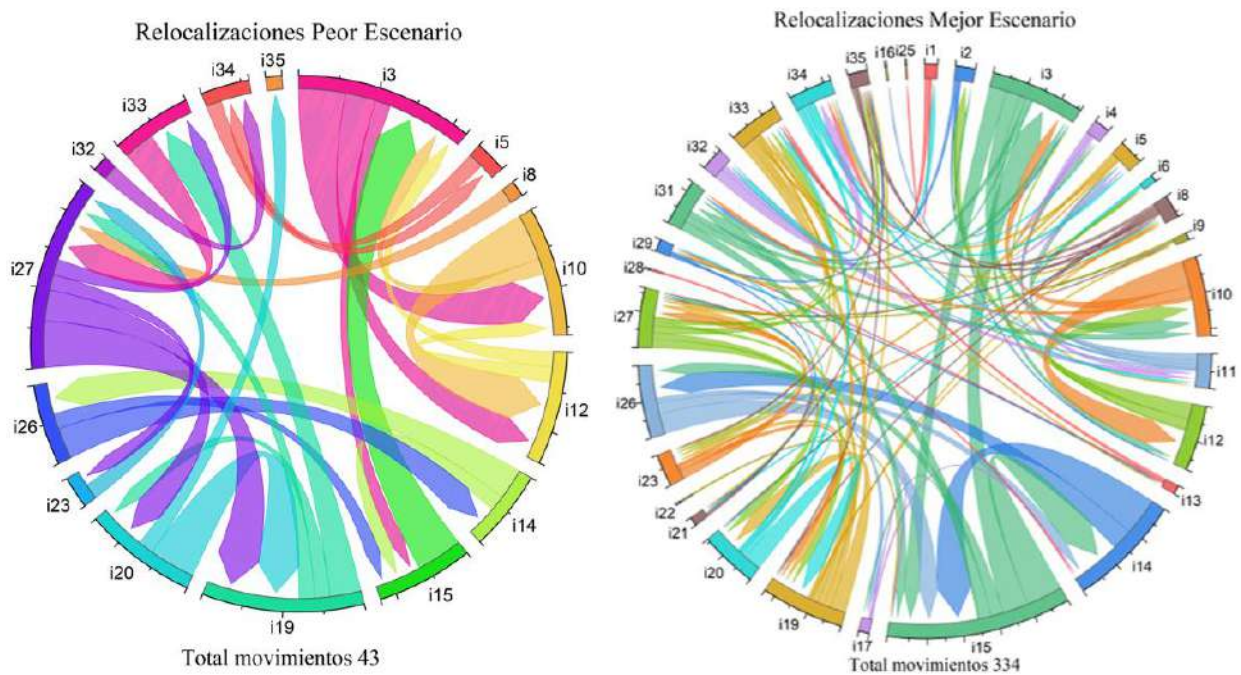 Relocalizaciones Peor Escenario
i35
i3
i34
i33
i5
i32
i8
i27
i10
i26
i12
i23
i14
i20
i15
i19
Total movimientos 43
Relocalizaciones Mejor Escenario
i16
i25
i1
i2
i35
i3
i34
i4
i33
i5
i32
i6
i31
i8
i29
i9
i28
i10
i27
i11
i26
i12
i23
i13
i22
i21
i14
i20
i19
i17
i15
Total movimientos 334